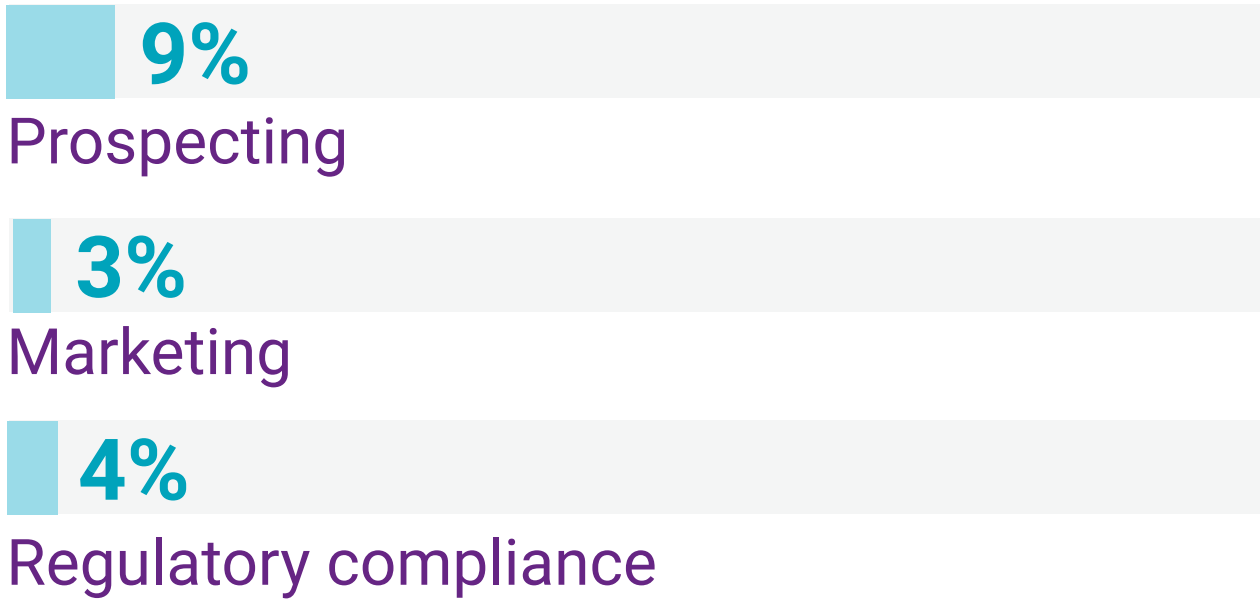 9%
Prospecting
3%
Marketing
4%
Regulatory compliance